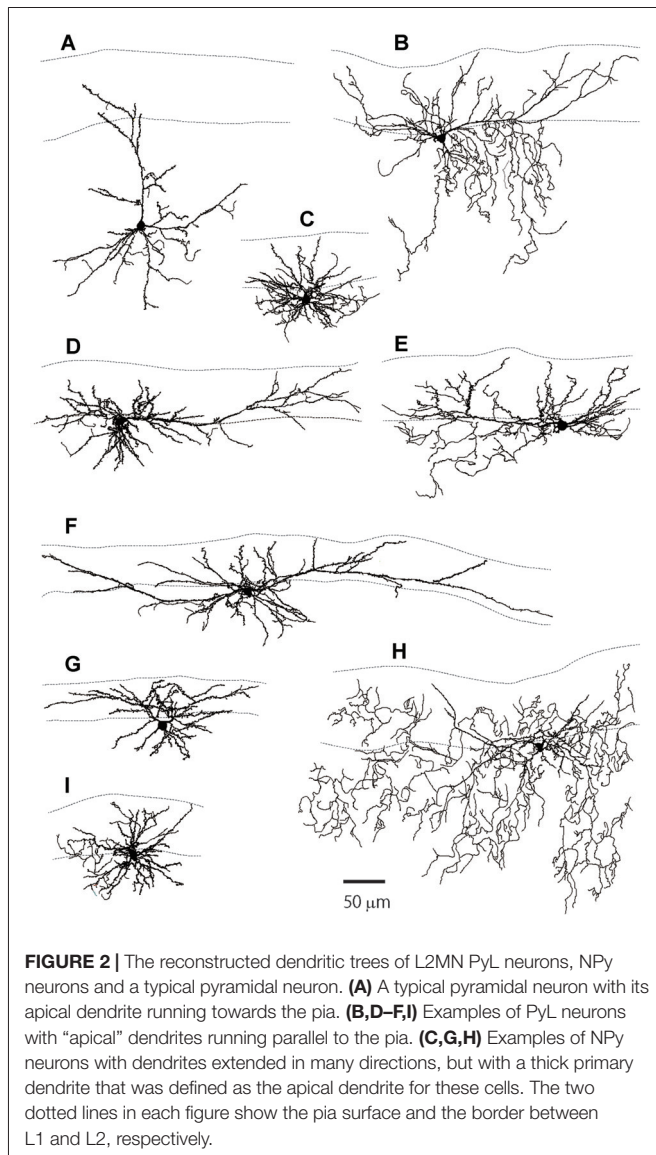 A
B
C
D
E
F
G
H
I
50 μm
FIGURE 2 | The reconstructed dendritic trees of L2MN PyL neurons, NPy
neurons and a typical pyramidal neuron. (A) A typical pyramidal neuron with its
apical dendrite running towards the pia. (B,D–F,I) Examples of PyL neurons
with “apical” dendrites running parallel to the pia. (C,G,H) Examples of NPy
neurons with dendrites extended in many directions, but with a thick primary
dendrite that was defined as the apical dendrite for these cells. The two
dotted lines in each figure show the pia surface and the border between
L1 and L2, respectively.